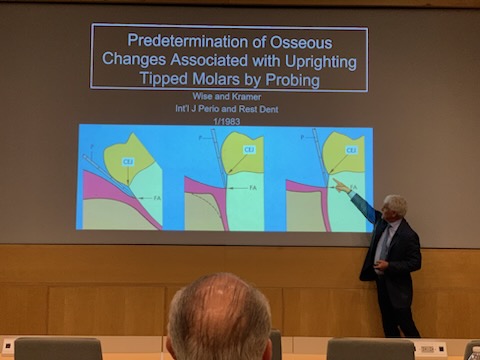 Predetermination of Osseous
Changes Associated with Uprighting
Tipped Molars by Probing
Wise and Kramer
Int'l J Perio and Rest Dent
1/1983
P
CEJ
FA
P
CEJ
FA
P
CEJ
FA